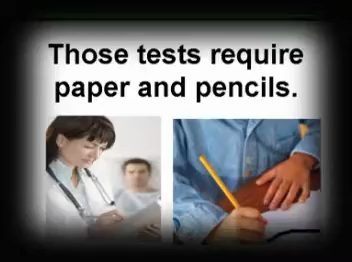 Those tests require
paper and pencils.